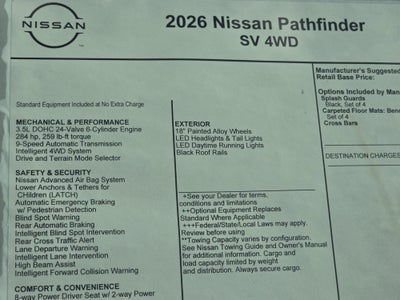 NISSAN
2026 Nissan Pathfinder
SV 4WD
Standard Equipment Included at No Extra Charge
MECHANICAL & PERFORMANCE
3.5L DOHC 24-Valve 6-Cylinder Engine
284 hp, 259 lb-ft torque
9-Speed Automatic Transmission
Intelligent 4WD System
Drive and Terrain Mode Selector
SAFETY & SECURITY
Nissan Advanced Air Bag System
Lower Anchors & Tethers for
CHildren (LATCH)
Automatic Emergency Braking
w/ Pedestrian Detection
Blind Spot Warning
Rear Automatic Braking
Intelligent Blind Spot Intervention
Rear Cross Traffic Alert
Lane Departure Warning
Intelligent Lane Intervention
High Beam Assist
Intelligent Forward Collision Warning
COMFORT & CONVENIENCE
8-way Power Driver Seat w/ 2-way Power
EXTERIOR
18" Painted Alloy Wheels
LED Headlights & Tail Lights
LED Daytime Running Lights
Black Roof Rails
+See your Dealer for terms,
conditions and limitations
++Optional Equipment Replaces
Standard Where Applicable
+++Federal/State/Local Laws may apply.
Review before using
**Towing Capacity varies by configuration.
See Nissan Towing Guide and Owner's Manual
for additional information. Cargo and
load capacity limited by weight
and distribution. Always secure cargo.
Manufacturer's Suggested
Retail Base Price:
Options Included by Man
Splash Guards
Black, Set of 4
Carpeted Floor Mats:
Set of 4
Cross Bars
DESTINATION CHARGES